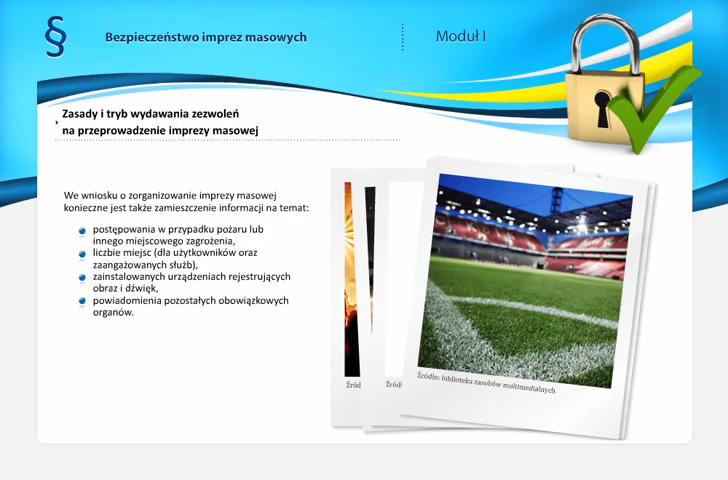 §
Bezpieczeństwo imprez masowych
Moduł I
Zasady i tryb wydawania zezwoleń
na przeprowadzenie imprezy masowej
We wniosku o zorganizowanie imprezy masowej
konieczne jest także zamieszczenie informacji na temat:
postępowania w przypadku pożaru lub
innego miejscowego zagrożenia,
liczbie miejsc (dla użytkowników oraz
zaangażowanych służb),
zainstalowanych urządzeniach rejestrujących
obraz i dźwięk,
powiadomienia pozostałych obowiązkowych
organów.
Źródło: biblioteka zasobów multimedialnych